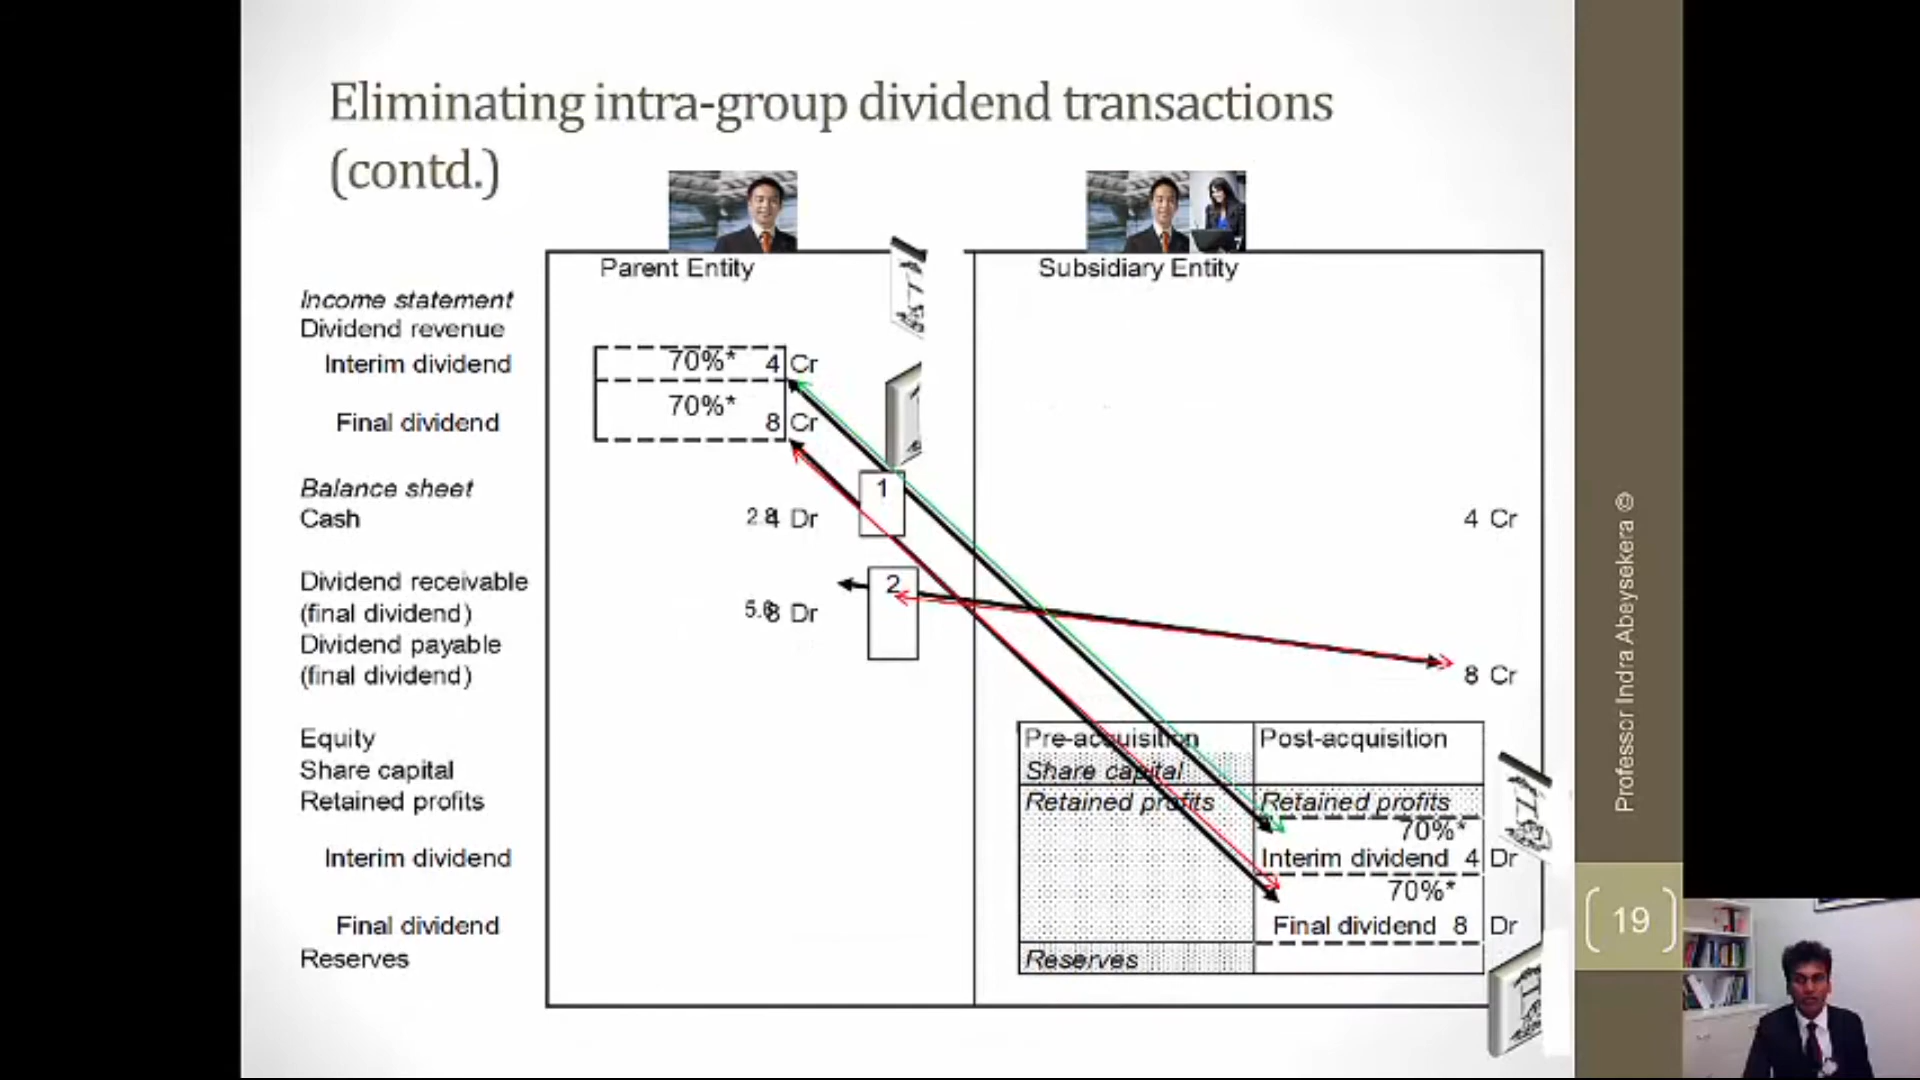 Eliminating intra-group dividend transactions
(contd.)
Parent Entity
Subsidiary Entity
Income statement
Dividend revenue
Interim dividend 70%* 4 Cr
70%*
Final dividend 8 Cr
Balance sheet
1
Cash 2.8 4 Dr 4 Cr
Dividend receivable
2
(final dividend) 8 Dr
Dividend payable
(final dividend) 8 Cr
Equity Pre-acquisition Post-acquisition
Share capital Share capital
Retained profits Retained profits Retained profits
70%*
Interim dividend Interim dividend 4 Dr
70%*
Final dividend Final dividend 8 Dr
Reserves Reserves
Professor Indra Abeysekera ©
19